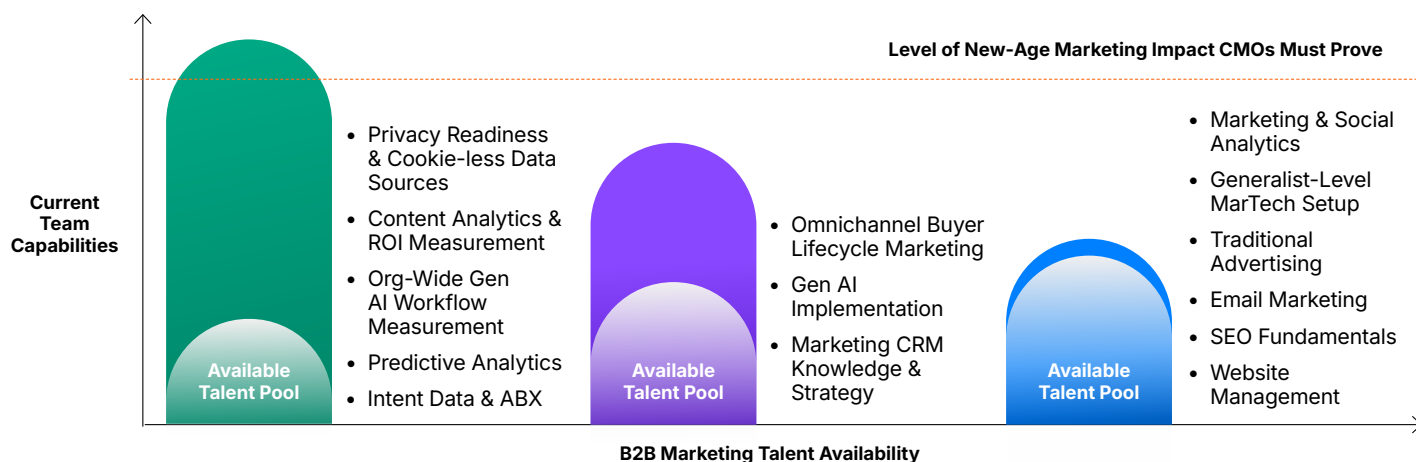 Level of New-Age Marketing Impact CMOs Must Prove
Current
Team
Capabilities
Available
Talent Pool
• Privacy Readiness
& Cookie-less Data
Sources
• Content Analytics &
ROI Measurement
• Org-Wide Gen
AI Workflow
Measurement
• Predictive Analytics
• Intent Data & ABX
Available
Talent Pool
• Omnichannel Buyer
Lifecycle Marketing
• Gen AI
Implementation
• Marketing CRM
Knowledge &
Strategy
Available
Talent Pool
• Marketing & Social
Analytics
• Generalist-Level
MarTech Setup
• Traditional
Advertising
• Email Marketing
• SEO Fundamentals
• Website
Management
B2B Marketing Talent Availability